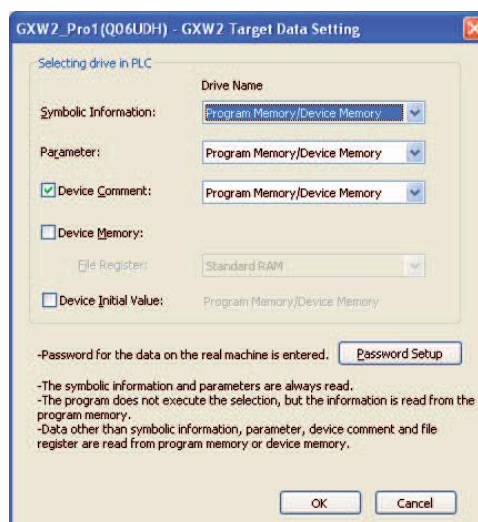 GXW2_Pro1(Q06UDH) - GXW2 Target Data Setting
Selecting drive in PLC
Drive Name
Symbolic Information: Program Memory/Device Memory
Parameter: Program Memory/Device Memory
Device Comment: Program Memory/Device Memory
Device Memory:
File Register: Standard RAM
Device Initial Value: Program Memory/Device Memory
-Password for the data on the real machine is entered. Password Setup
-The symbolic information and parameters are always read.
-The program does not execute the selection, but the information is read from the
program memory.
-Data other than symbolic information, parameter, device comment and file
register are read from program memory or device memory.
OK Cancel